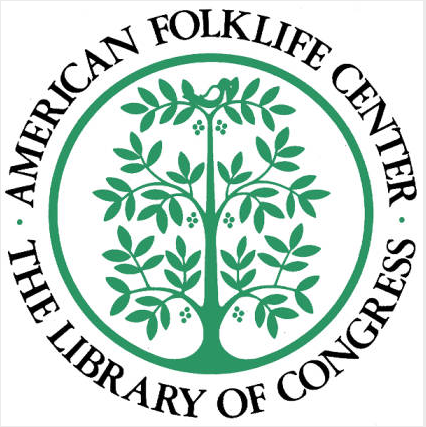 · AMERICAN FOLKLIFE CENTER ·
THE LIBRARY OF CONGRESS